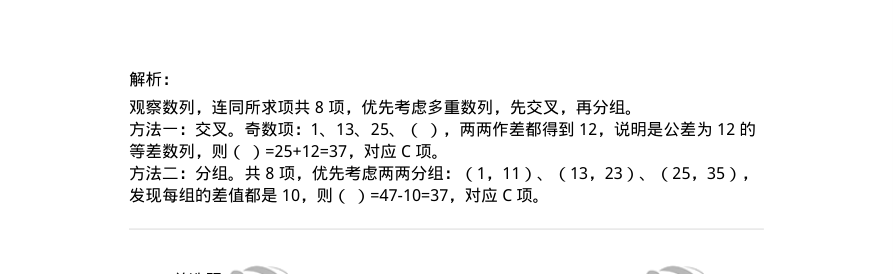 解析：
观察数列，连同所求项共 8 项，优先考虑多重数列，先交叉，再分组。
方法一：交叉。奇数项：1、13、25、（ ），两两作差都得到 12，说明是公差为 12 的
等差数列，则（ ）=25+12=37，对应 C 项。
方法二：分组。共 8 项，优先考虑两两分组：（1，11）、（13，23）、（25，35），
发现每组的差值都是 10，则（ ）=47-10=37，对应 C 项。